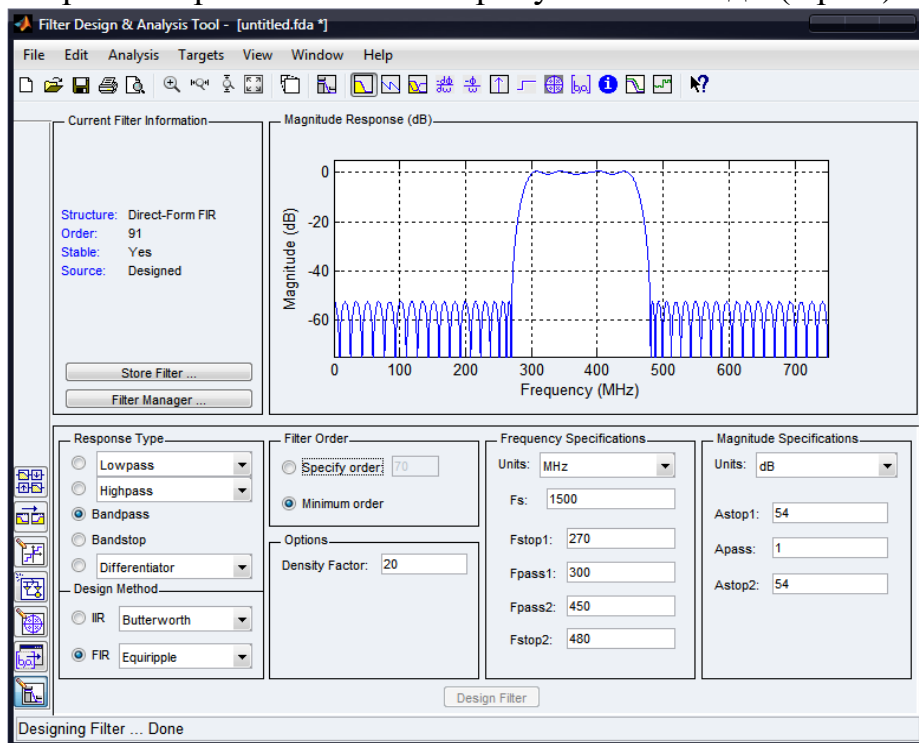 Filter Design & Analysis Tool - [untitled.fda *]
File Edit Analysis Targets View Window Help
Current Filter Information
Structure: Direct-Form FIR
Order: 91
Stable: Yes
Source: Designed
Store Filter ...
Filter Manager ...
Magnitude Response (dB)
Magnitude (dB)
0
-20
-40
-60
0 100 200 300 400 500 600 700
Frequency (MHz)
Response Type
Lowpass
Highpass
Bandpass
Bandstop
Differentiator
Design Method
IIR Butterworth
FIR Equiripple
Filter Order
Specify order: 70
Minimum order
Options
Density Factor: 20
Frequency Specifications
Units: MHz
Fs: 1500
Fstop1: 270
Fpass1: 300
Fpass2: 450
Fstop2: 480
Magnitude Specifications
Units: dB
Astop1: 54
Apass: 1
Astop2: 54
Design Filter
Designing Filter ... Done